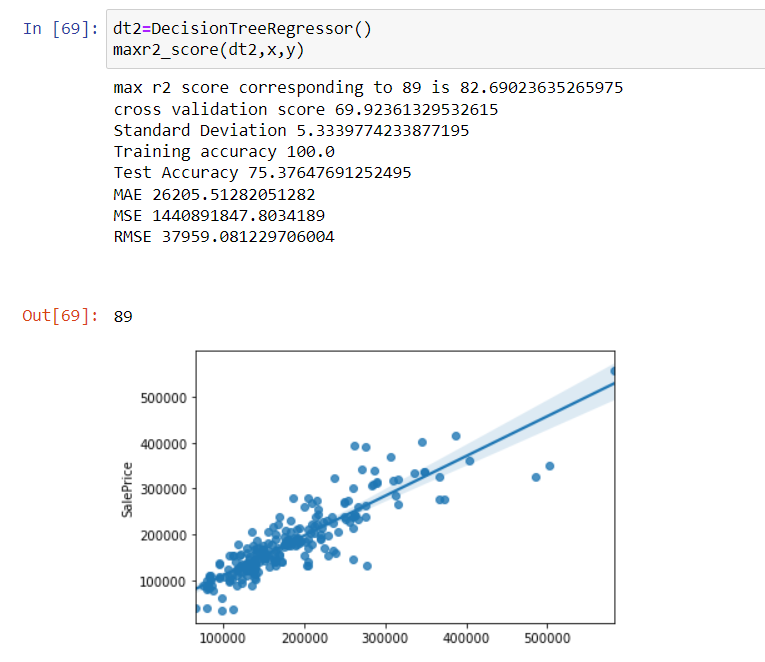 In [69]: dt2=DecisionTreeRegressor()
maxr2_score(dt2,x,y)
max r2 score corresponding to 89 is 82.69023635265975
cross validation score 69.92361329532615
Standard Deviation 5.3339774233877195
Training accuracy 100.0
Test Accuracy 75.37647691252495
MAE 26205.51282051282
MSE 1440891847.8034189
RMSE 37959.081229706004
Out[69]: 89
500000
400000
300000
200000
100000
SalePrice
100000 200000 300000 400000 500000